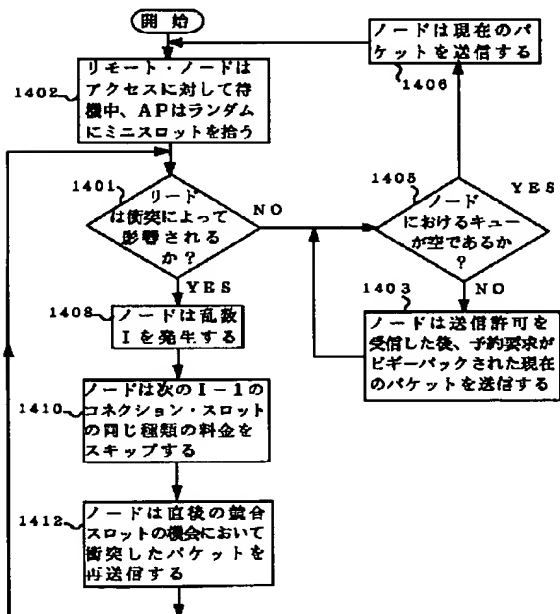 開 始
1402
リモート・ノードは
アクセスに対して待
機中、APはランダム
にミニスロットを拾う
1401
リード
は衝突によって
影響される
か?
NO
YES
1408
ノードは乱数
Iを発生する
1410
ノードは次のI-1の
コネクション・スロット
の同じ種類の料金を
スキップする
1412
ノードは直後の競合
スロットの機会において
衝突したパケットを
再送信する
ノードは現在のパ
ケットを送信する
1406
1405
YES
ノード
におけるキュー
が空であるか
?
NO
1403
ノードは送信許可を
受信した後、予約要求が
ピギーバックされた現在
のパケットを送信する